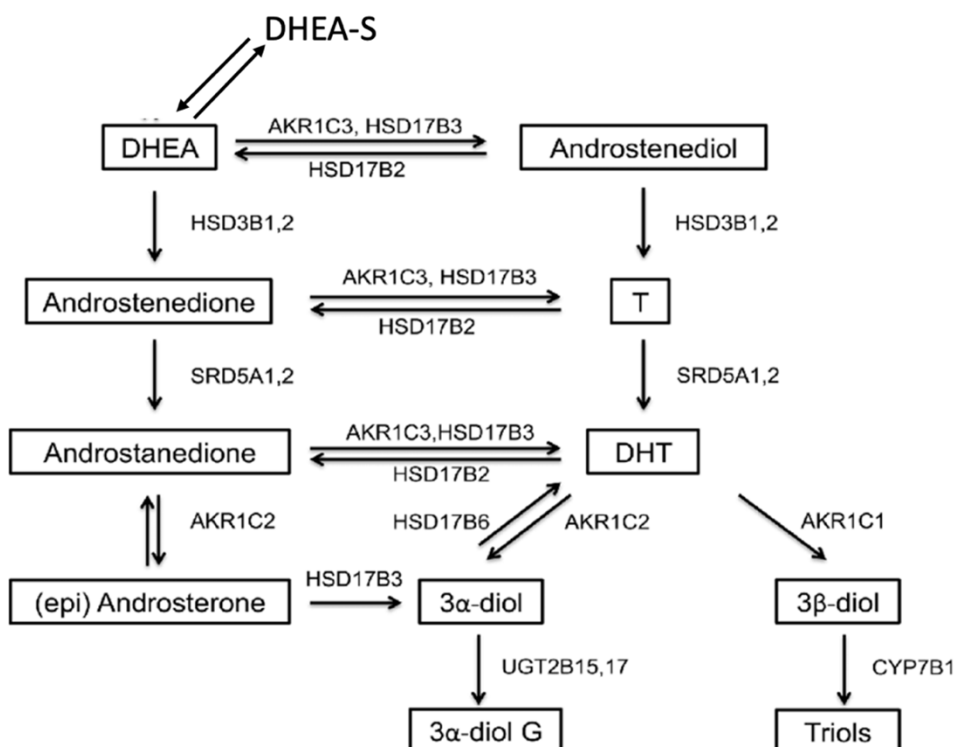 DHEA-S
AKR1C3, HSD17B3
DHEA
Androstenediol
HSD17B2
HSD3B1,2
HSD3B1,2
AKR1C3, HSD17B3
Androstenedione
T
HSD17B2
SRD5A1,2
SRD5A1,2
AKR1C3,HSD17B3
Androstanedione
DHT
HSD17B2
AKR1C2
HSD17B6
AKR1C2
AKR1C1
HSD17B3
(epi) Androsterone
3α-diol
3β-diol
UGT2B15,17
CYP7B1
3α-diol G
Triols